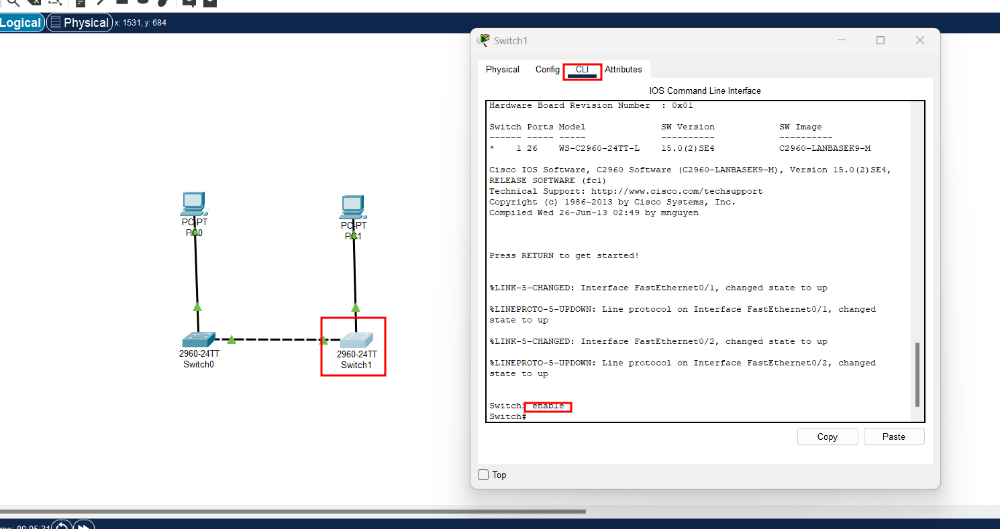 Logical Physical x: 1531, y: 684
Switch1
Physical Config CLI Attributes
IOS Command Line Interface
Hardware Board Revision Number : 0x01
Switch Ports Model SW Version SW Image
------ ----- ----- ---------- ----------
* 1 26 WS-C2960-24TT-L 15.0(2)SE4 C2960-LANBASEK9-M
Cisco IOS Software, C2960 Software (C2960-LANBASEK9-M), Version 15.0(2)SE4,
RELEASE SOFTWARE (fc1)
Technical Support: http://www.cisco.com/techsupport
Copyright (c) 1986-2013 by Cisco Systems, Inc.
Compiled Wed 26-Jun-13 02:49 by mnguyen
Press RETURN to get started!
%LINK-5-CHANGED: Interface FastEthernet0/1, changed state to up
%LINEPROTO-5-UPDOWN: Line protocol on Interface FastEthernet0/1, changed
state to up
%LINK-5-CHANGED: Interface FastEthernet0/2, changed state to up
%LINEPROTO-5-UPDOWN: Line protocol on Interface FastEthernet0/2, changed
state to up
Switch> enable
Switch#
Copy Paste
Top
PC-PT
PC0
PC-PT
PC1
2960-24TT
Switch0
2960-24TT
Switch1
00:05:31